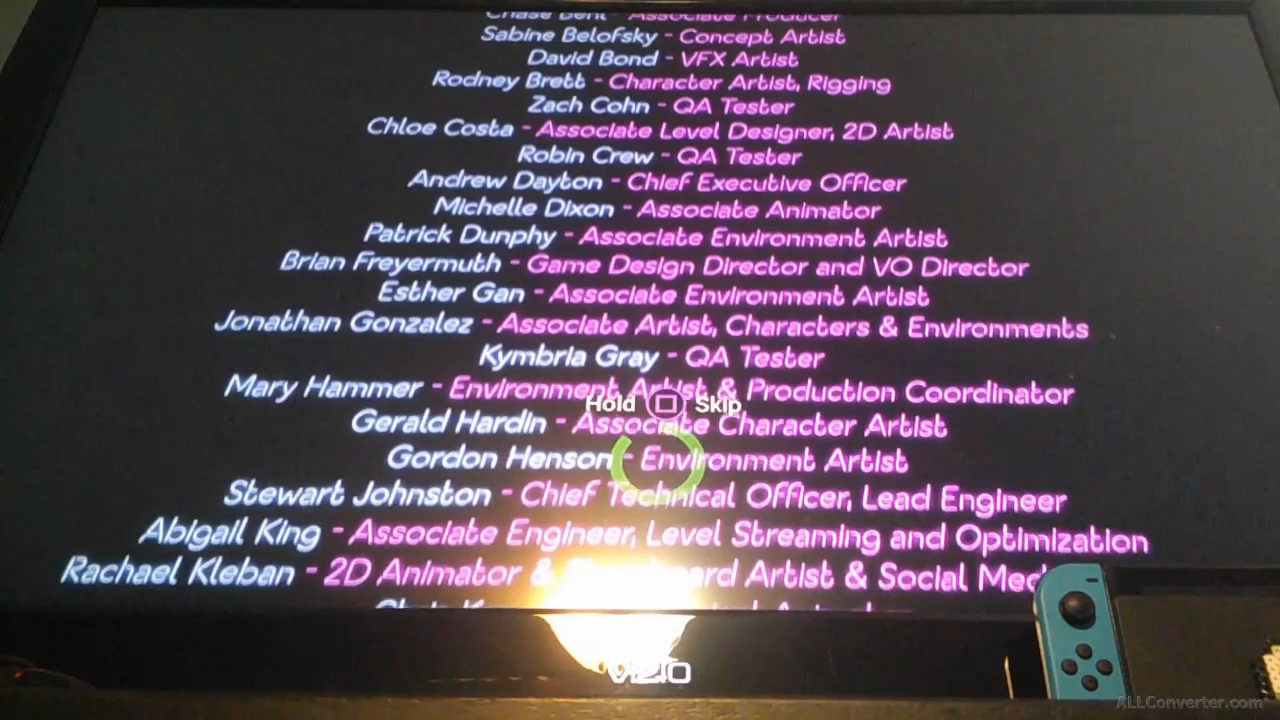 Chase Bent - Associate Producer
Sabine Belofsky - Concept Artist
David Bond - VFX Artist
Rodney Brett - Character Artist, Rigging
Zach Cohn - QA Tester
Chloe Costa - Associate Level Designer, 2D Artist
Robin Crew - QA Tester
Andrew Dayton - Chief Executive Officer
Michelle Dixon - Associate Animator
Patrick Dunphy - Associate Environment Artist
Brian Freyermuth - Game Design Director and VO Director
Esther Gan - Associate Environment Artist
Jonathan Gonzalez - Associate Artist, Characters & Environments
Kymbria Gray - QA Tester
Mary Hammer - Environment Artist & Production Coordinator
Hold Skip
Gerald Hardin - Associate Character Artist
Gordon Henson - Environment Artist
Stewart Johnston - Chief Technical Officer, Lead Engineer
Abigail King - Associate Engineer, Level Streaming and Optimization
Rachael Kleban - 2D Animator & Artist & Social
VIZIO
ALLConverter.com